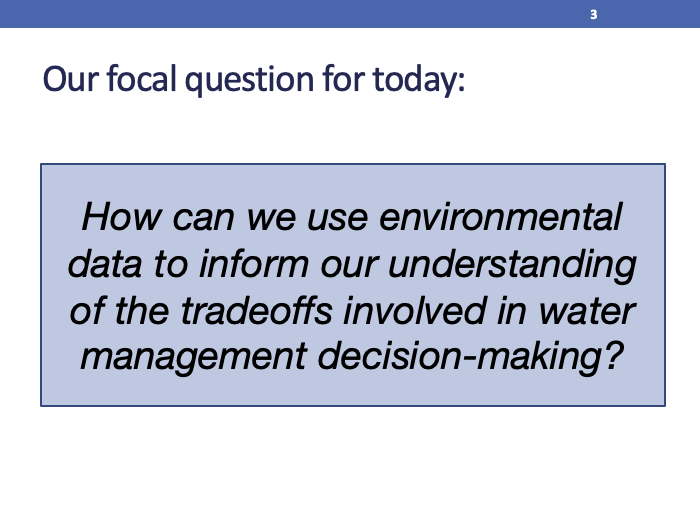 3
Our focal question for today:
How can we use environmental
data to inform our understanding
of the tradeoffs involved in water
management decision-making?